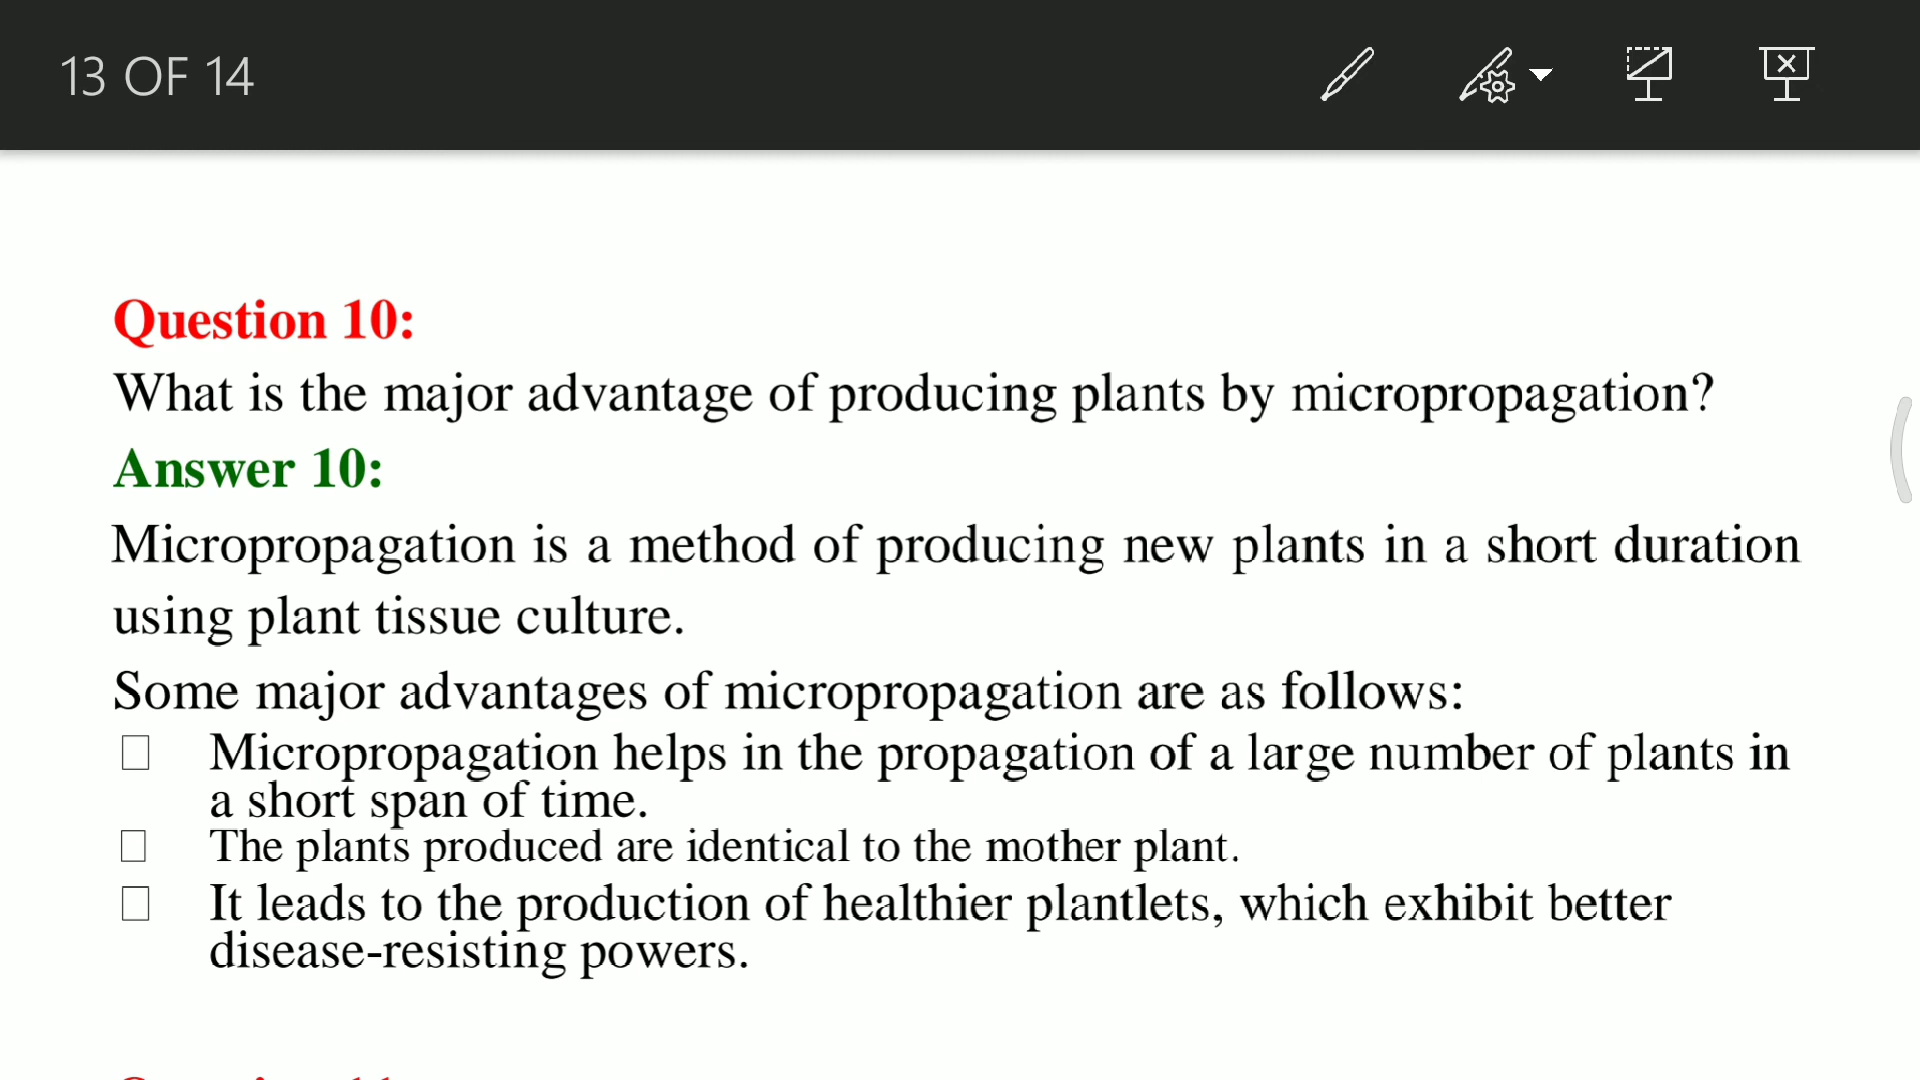 13 OF 14
Question 10:
What is the major advantage of producing plants by micropropagation?
Answer 10:
Micropropagation is a method of producing new plants in a short duration
using plant tissue culture.
Some major advantages of micropropagation are as follows:
Micropropagation helps in the propagation of a large number of plants in
a short span of time.
The plants produced are identical to the mother plant.
It leads to the production of healthier plantlets, which exhibit better
disease-resisting powers.